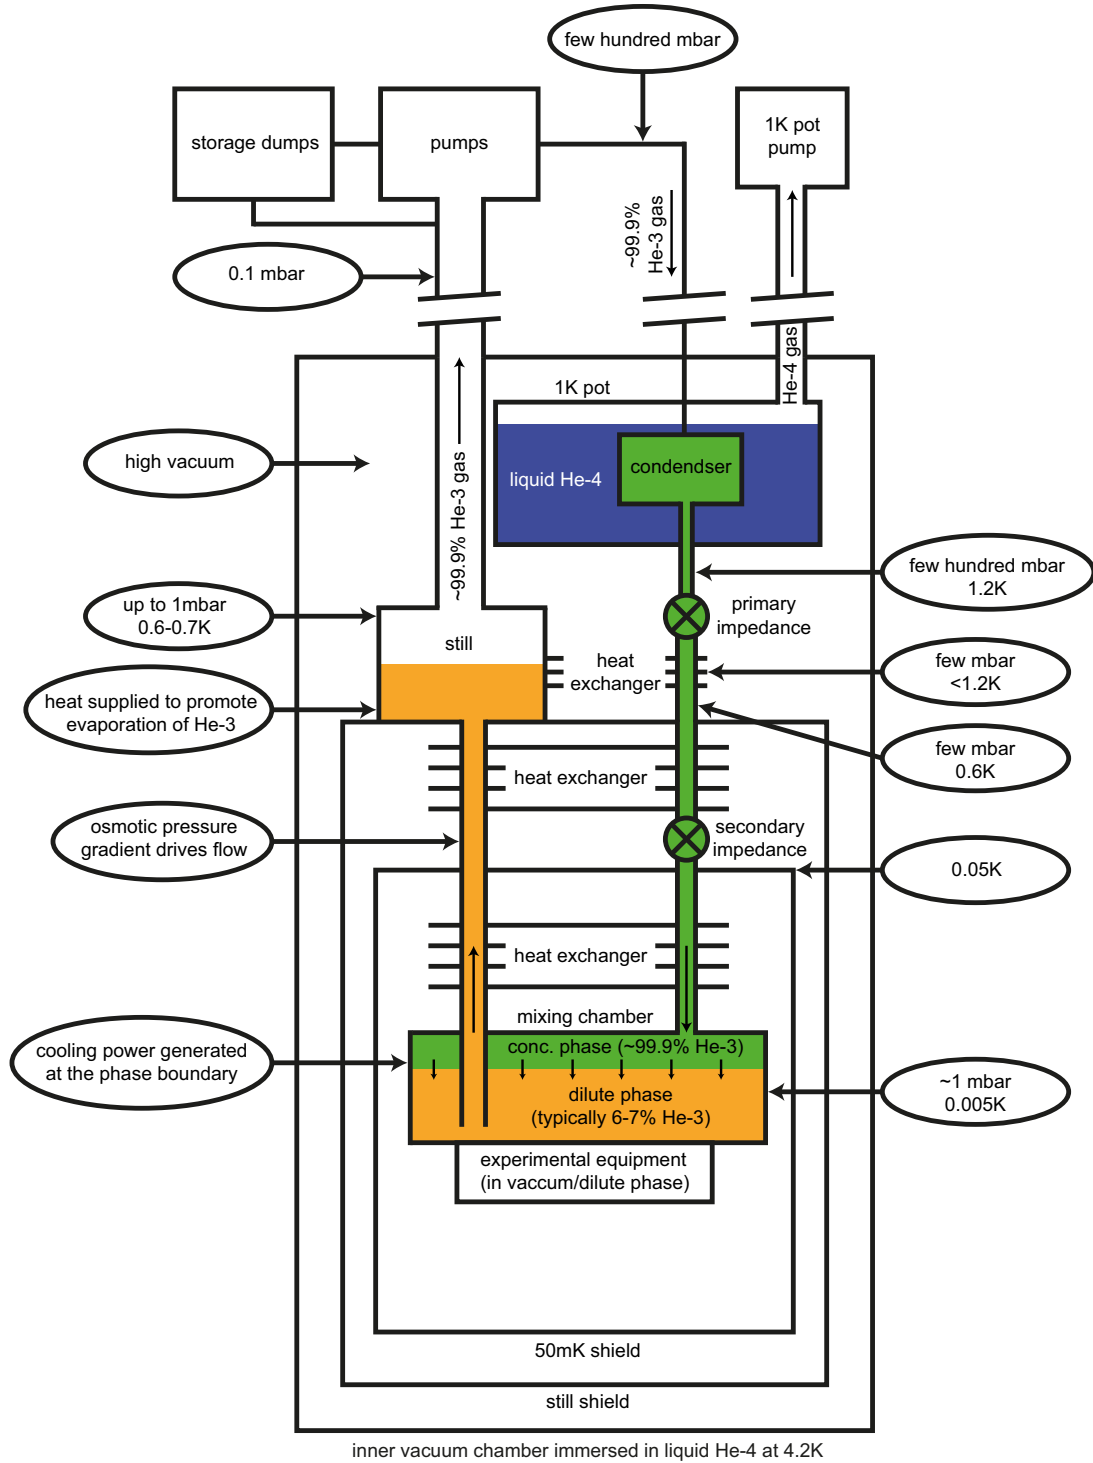 few hundred mbar
storage dumps
pumps
1K pot
pump
~99.9%
He-3 gas
0.1 mbar
He-4 gas
1K pot
high vacuum
~99.9% He-3 gas
liquid He-4
condendser
few hundred mbar
1.2K
up to 1mbar
0.6-0.7K
still
primary
impedance
heat
exchanger
few mbar
<1.2K
heat supplied to promote
evaporation of He-3
few mbar
0.6K
heat exchanger
osmotic pressure
gradient drives flow
secondary
impedance
0.05K
heat exchanger
mixing chamber
cooling power generated
at the phase boundary
conc. phase (~99.9% He-3)
dilute phase
(typically 6-7% He-3)
~1 mbar
0.005K
experimental equipment
(in vaccum/dilute phase)
50mK shield
still shield
inner vacuum chamber immersed in liquid He-4 at 4.2K